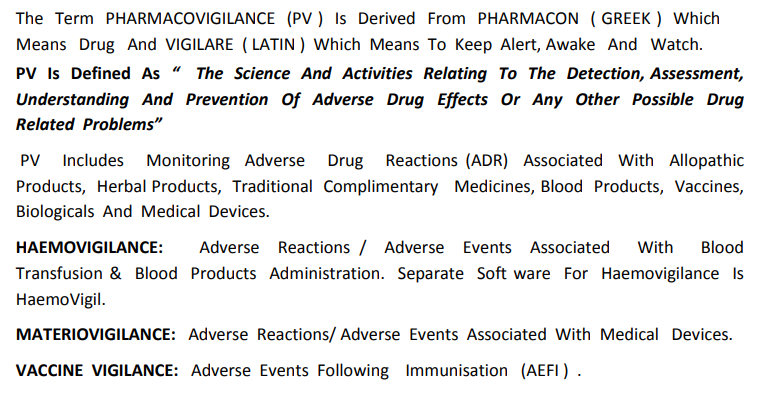 The Term PHARMACOVIGILANCE (PV ) Is Derived From PHARMACON ( GREEK ) Which
Means Drug And VIGILARE ( LATIN ) Which Means To Keep Alert, Awake And Watch.
PV Is Defined As “ The Science And Activities Relating To The Detection, Assessment,
Understanding And Prevention Of Adverse Drug Effects Or Any Other Possible Drug
Related Problems”
PV Includes Monitoring Adverse Drug Reactions (ADR) Associated With Allopathic
Products, Herbal Products, Traditional Complimentary Medicines, Blood Products, Vaccines,
Biologicals And Medical Devices.
HAEMOVIGILANCE: Adverse Reactions / Adverse Events Associated With Blood
Transfusion & Blood Products Administration. Separate Soft ware For Haemovigilance Is
HaemoVigil.
MATERIOVIGILANCE: Adverse Reactions/ Adverse Events Associated With Medical Devices.
VACCINE VIGILANCE: Adverse Events Following Immunisation (AEFI ) .